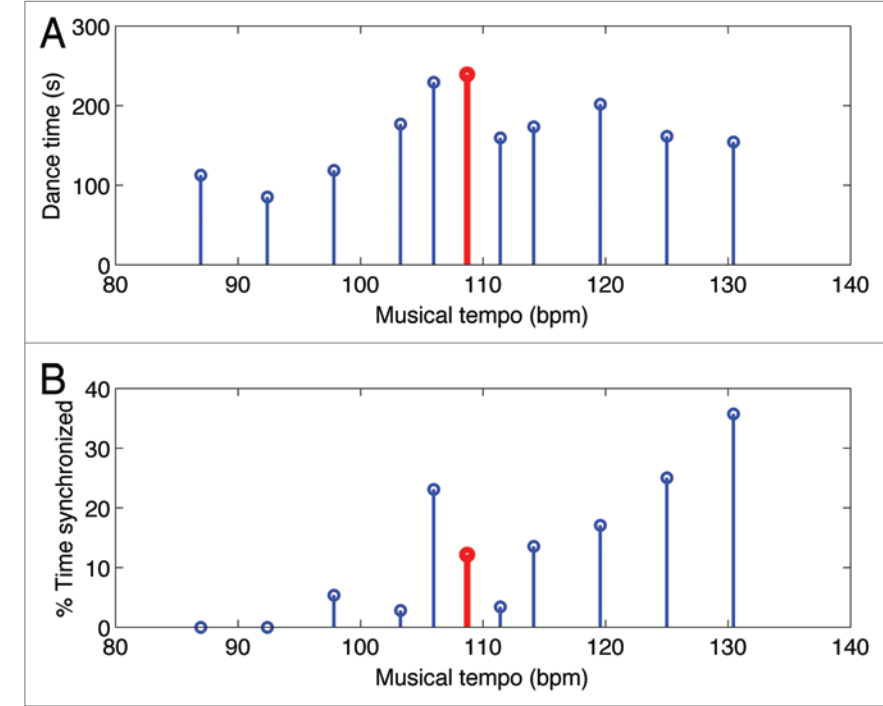 A
Dance time (s)
300
200
100
0
80 90 100 110 120 130 140
Musical tempo (bpm)
B
% Time synchronized
40
30
20
10
0
80 90 100 110 120 130 140
Musical tempo (bpm)